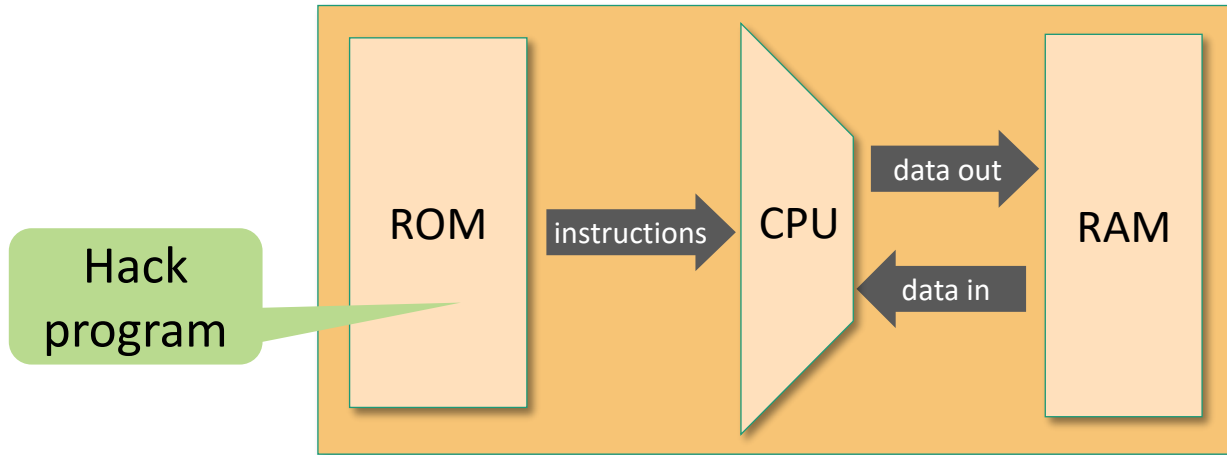 Hack
program
ROM
instructions
CPU
data out
data in
RAM